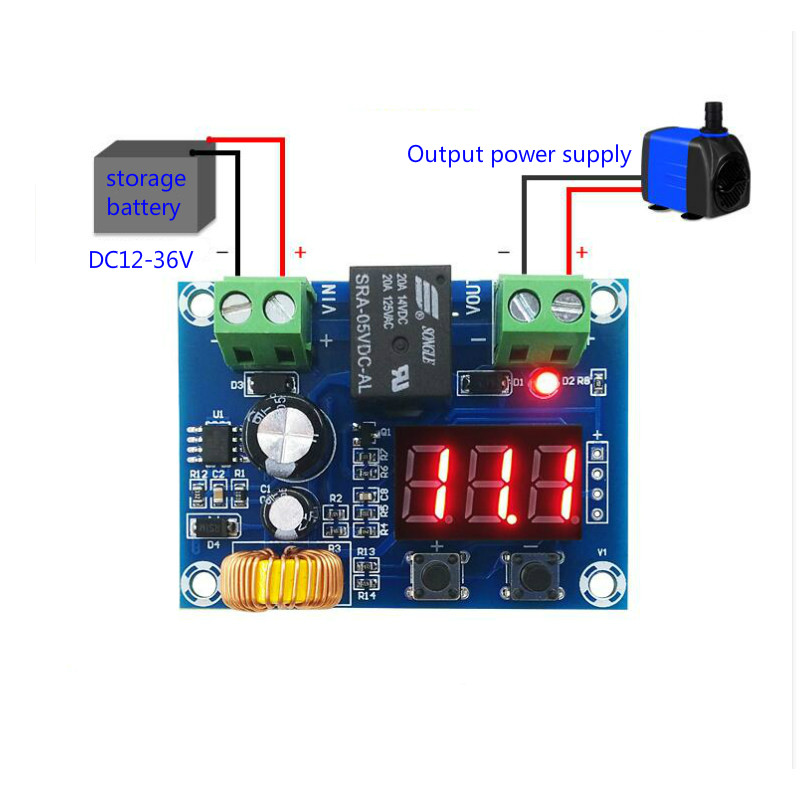 storage
battery
DC12-36V
Output power supply
− +
− +
VIN
- +
20A 14VDC
20A 125VAC
SRA-05VDC-AL
SONGLE
VOUT
- +
D3
D1
D2
R8
U1
Q1
R7
R6
C8
R5
R4
R12
C2
R1
C1
R2
R3
D4
R13
R14
11.1
+
-
+
-
V1